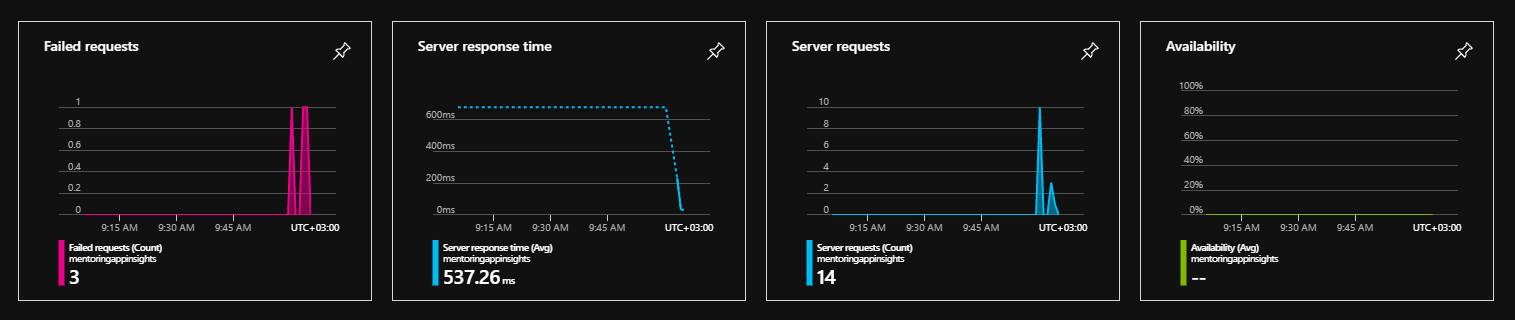 Failed requests
1
0.8
0.6
0.4
0.2
0
9:15 AM 9:30 AM 9:45 AM UTC+03:00
Failed requests (Count)
mentoringappinsights
3
Server response time
600ms
400ms
200ms
0ms
9:15 AM 9:30 AM 9:45 AM UTC+03:00
Server response time (Avg)
mentoringappinsights
537.26 ms
Server requests
10
8
6
4
2
0
9:15 AM 9:30 AM 9:45 AM UTC+03:00
Server requests (Count)
mentoringappinsights
14
Availability
100%
80%
60%
40%
20%
0%
9:15 AM 9:30 AM 9:45 AM UTC+03:00
Availability (Avg)
mentoringappinsights
--